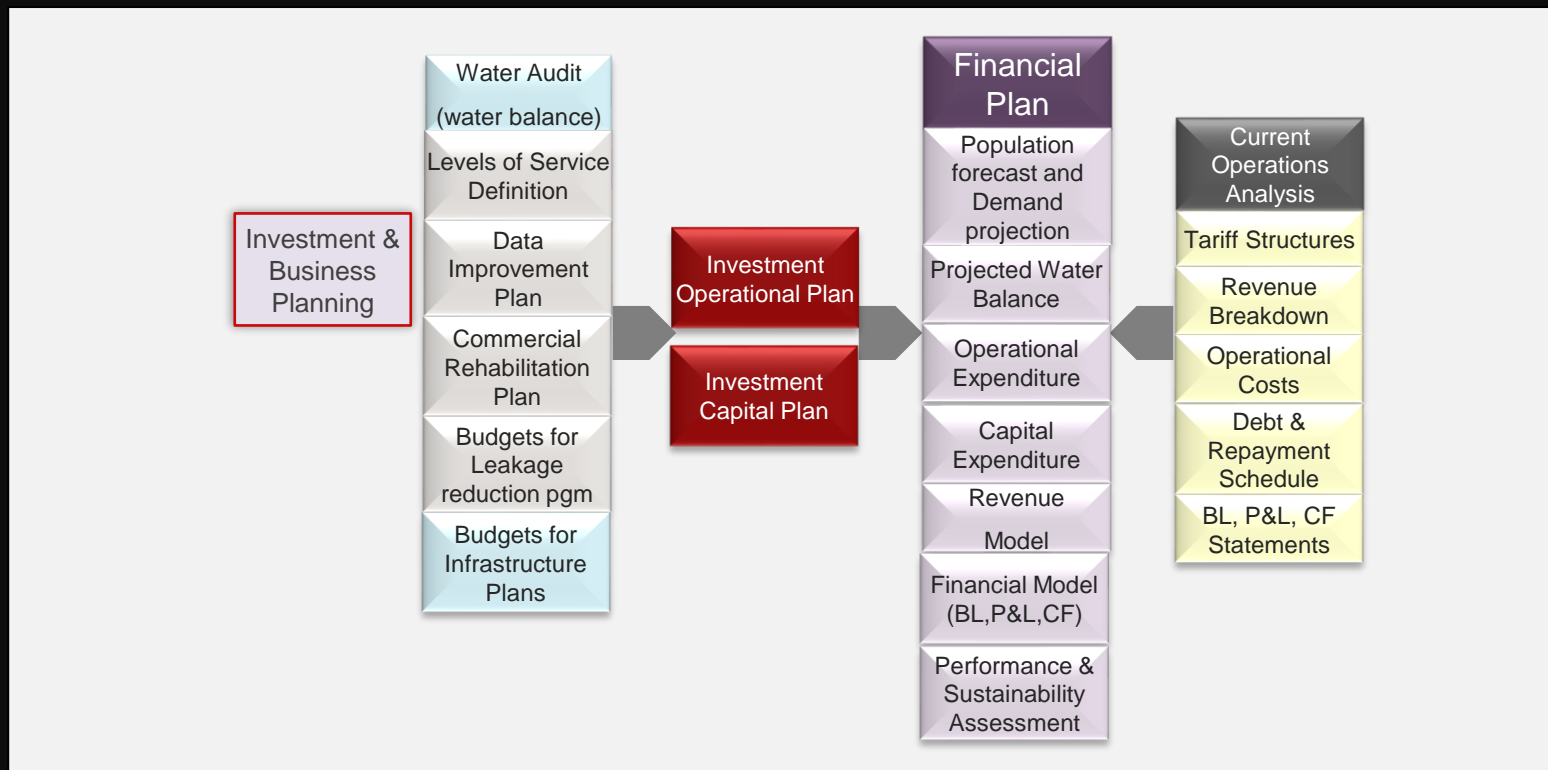 Investment &
Business
Planning
Water Audit
(water balance)
Levels of Service
Definition
Data
Improvement
Plan
Commercial
Rehabilitation
Plan
Budgets for
Leakage
reduction pgm
Budgets for
Infrastructure
Plans
Investment
Operational Plan
Investment
Capital Plan
Financial
Plan
Population
forecast and
Demand
projection
Projected Water
Balance
Operational
Expenditure
Capital
Expenditure
Revenue
Model
Financial Model
(BL,P&L,CF)
Performance &
Sustainability
Assessment
Current
Operations
Analysis
Tariff Structures
Revenue
Breakdown
Operational
Costs
Debt &
Repayment
Schedule
BL, P&L, CF
Statements